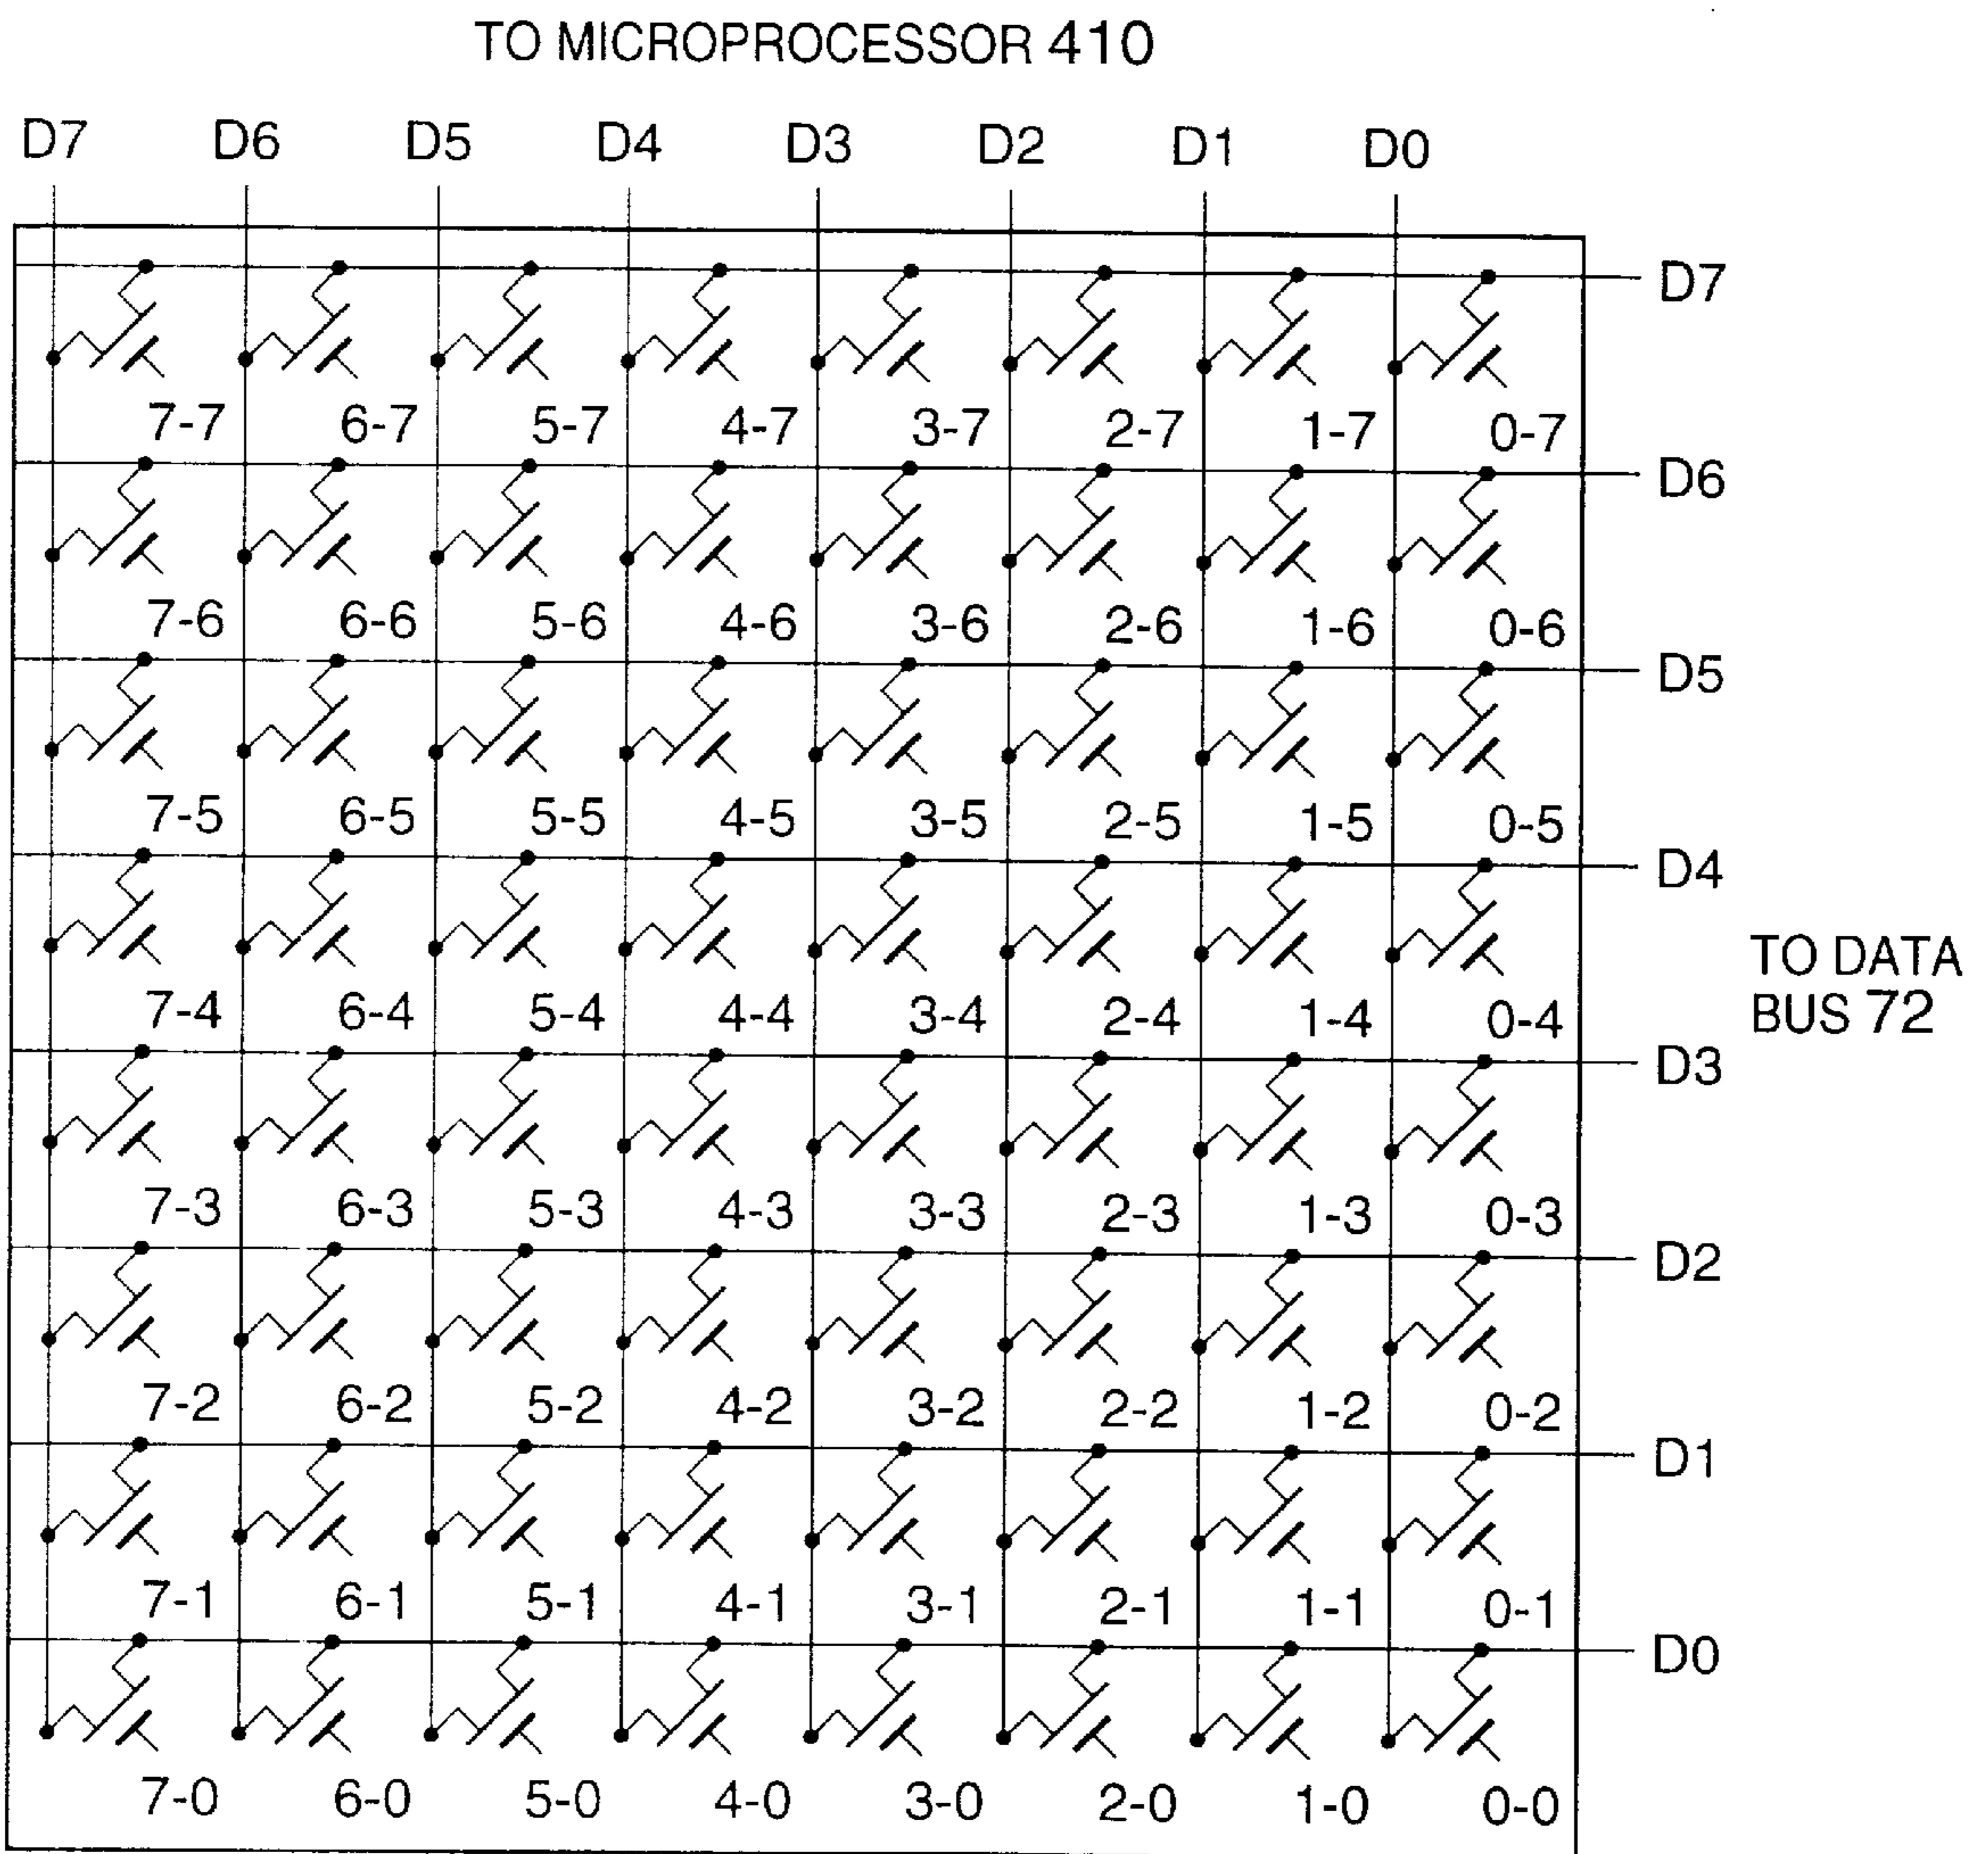 TO MICROPROCESSOR 410
D7 D6 D5 D4 D3 D2 D1 D0
D7
7-7 6-7 5-7 4-7 3-7 2-7 1-7 0-7
D6
7-6 6-6 5-6 4-6 3-6 2-6 1-6 0-6
D5
7-5 6-5 5-5 4-5 3-5 2-5 1-5 0-5
D4
TO DATA
BUS 72
7-4 6-4 5-4 4-4 3-4 2-4 1-4 0-4
D3
7-3 6-3 5-3 4-3 3-3 2-3 1-3 0-3
D2
7-2 6-2 5-2 4-2 3-2 2-2 1-2 0-2
D1
7-1 6-1 5-1 4-1 3-1 2-1 1-1 0-1
D0
7-0 6-0 5-0 4-0 3-0 2-0 1-0 0-0